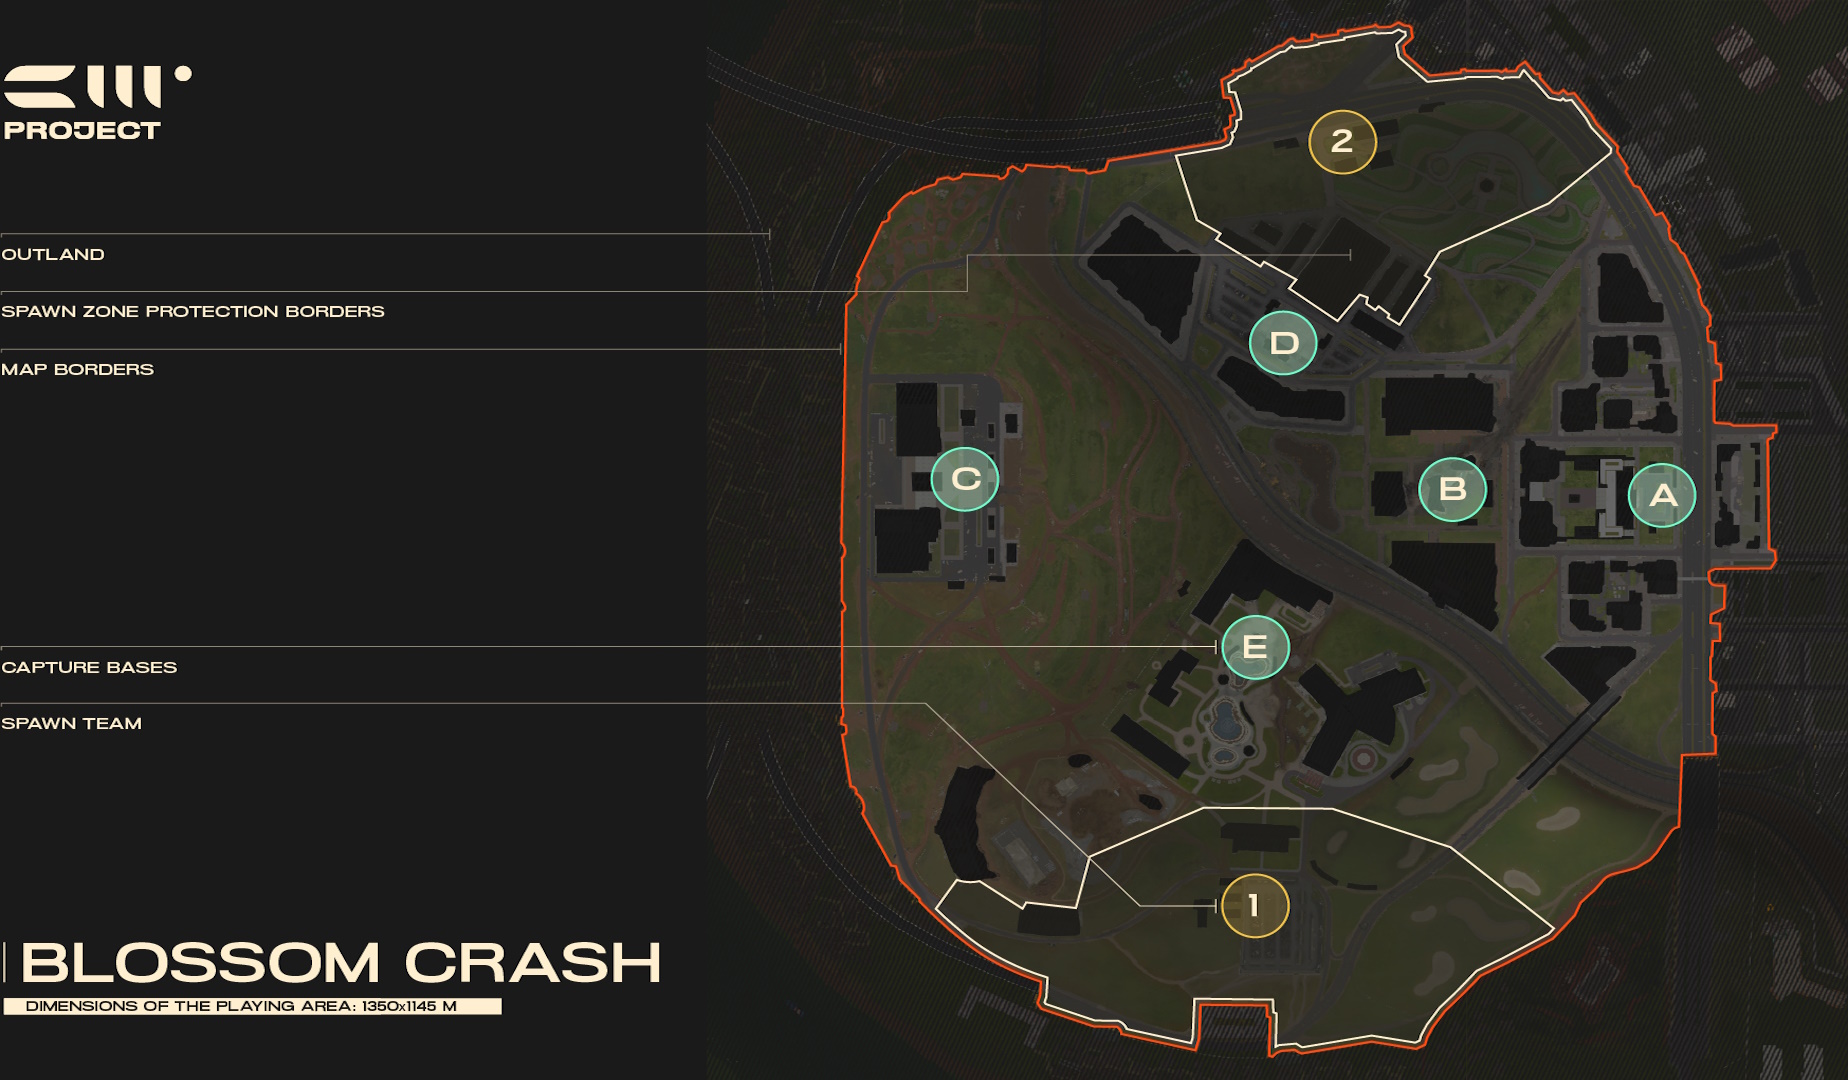 PROJECT
OUTLAND
SPAWN ZONE PROTECTION BORDERS
MAP BORDERS
CAPTURE BASES
SPAWN TEAM
BLOSSOM CRASH
DIMENSIONS OF THE PLAYING AREA: 1350x1145 M
2
D
C
B
A
E
1